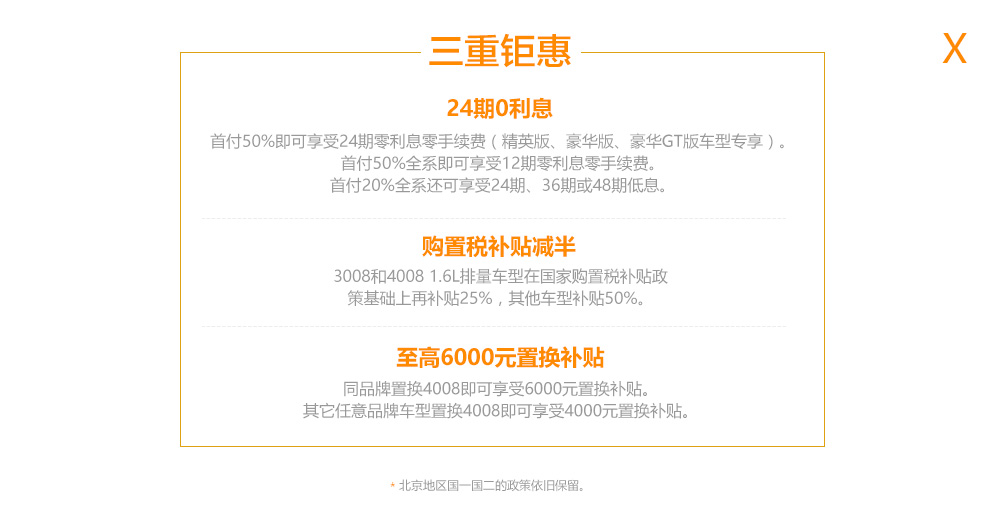 三重钜惠
X
24期0利息
首付50%即可享受24期零利息零手续费（精英版、豪华版、豪华GT版车型专享）。
首付50%全系即可享受12期零利息零手续费。
首付20%全系还可享受24期、36期或48期低息。
购置税补贴减半
3008和4008 1.6L排量车型在国家购置税补贴政
策基础上再补贴25%，其他车型补贴50%。
至高6000元置换补贴
同品牌置换4008即可享受6000元置换补贴。
其它任意品牌车型置换4008即可享受4000元置换补贴。
* 北京地区国一国二的政策依旧保留。